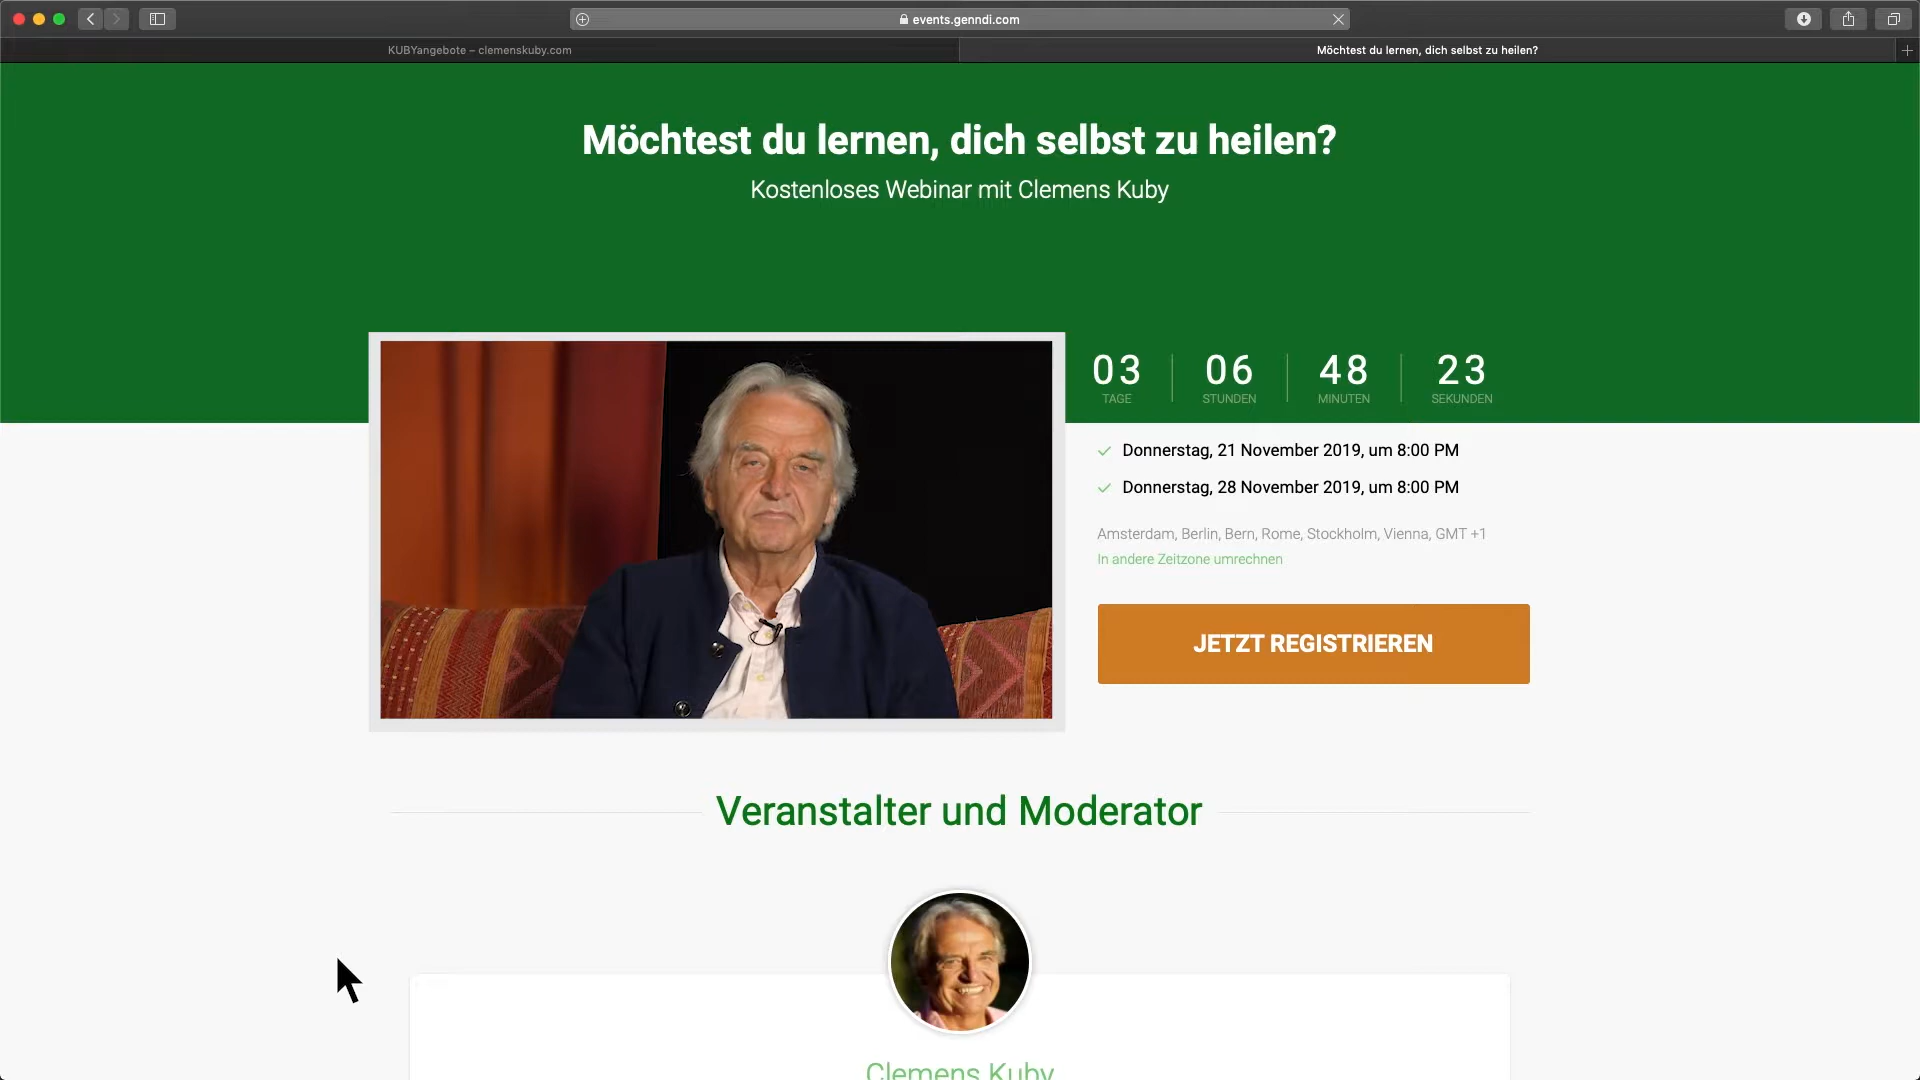 events.genndi.com
KUBYangebote – clemenskuby.com
Möchtest du lernen, dich selbst zu heilen?
Möchtest du lernen, dich selbst zu heilen?
Kostenloses Webinar mit Clemens Kuby
03 06 48 23
TAGE STUNDEN MINUTEN SEKUNDEN
Donnerstag, 21 November 2019, um 8:00 PM
Donnerstag, 28 November 2019, um 8:00 PM
Amsterdam, Berlin, Bern, Rome, Stockholm, Vienna, GMT +1
In andere Zeitzone umrechnen
JETZT REGISTRIEREN
Veranstalter und Moderator
Clemens Kuby